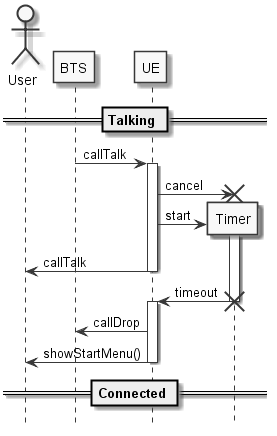 User
BTS
UE
Talking
callTalk
cancel
start
Timer
callTalk
timeout
callDrop
showStartMenu()
Connected